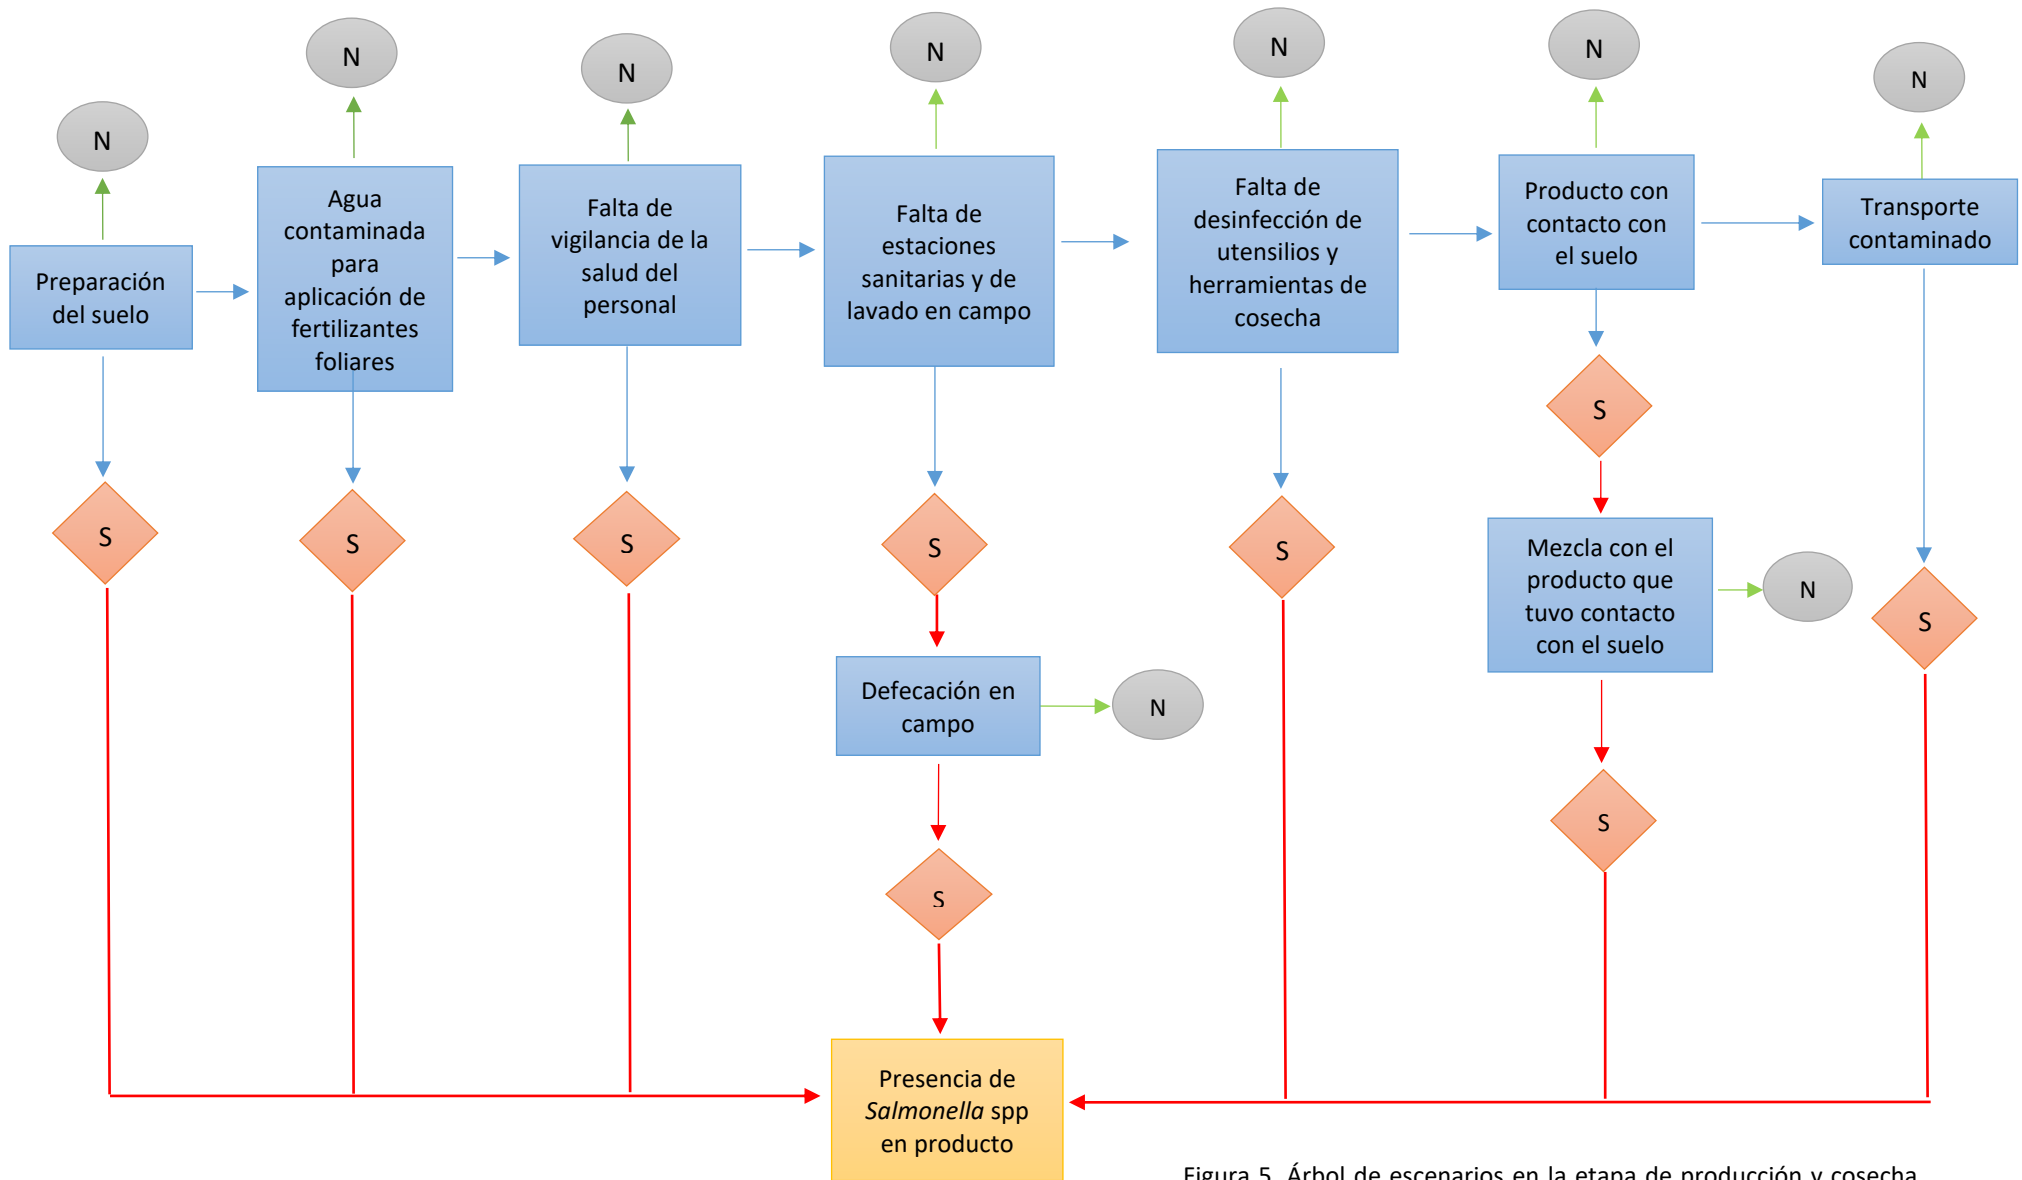 N
N
N
N
N
N
N
Preparación
del suelo
Agua
contaminada
para
aplicación de
fertilizantes
foliares
Falta de
vigilancia de la
salud del
personal
Falta de
estaciones
sanitarias y de
lavado en campo
Falta de
desinfección de
utensilios y
herramientas de
cosecha
Producto con
contacto con
el suelo
Transporte
contaminado
S
S
S
S
S
S
S
Mezcla con el
producto que
tuvo contacto
con el suelo
N
Defecación en
campo
N
S
S
Presencia de
Salmonella spp
en producto
Figura 5. Árbol de escenarios en la etapa de producción y cosecha